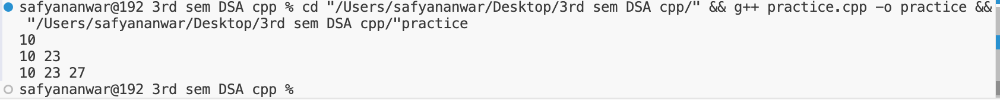 safyananwar@192 3rd sem DSA cpp % cd "/Users/safyananwar/Desktop/3rd sem DSA cpp/" && g++ practice.cpp -o practice &&
"/Users/safyananwar/Desktop/3rd sem DSA cpp/"practice
10
10 23
10 23 27
safyananwar@192 3rd sem DSA cpp %